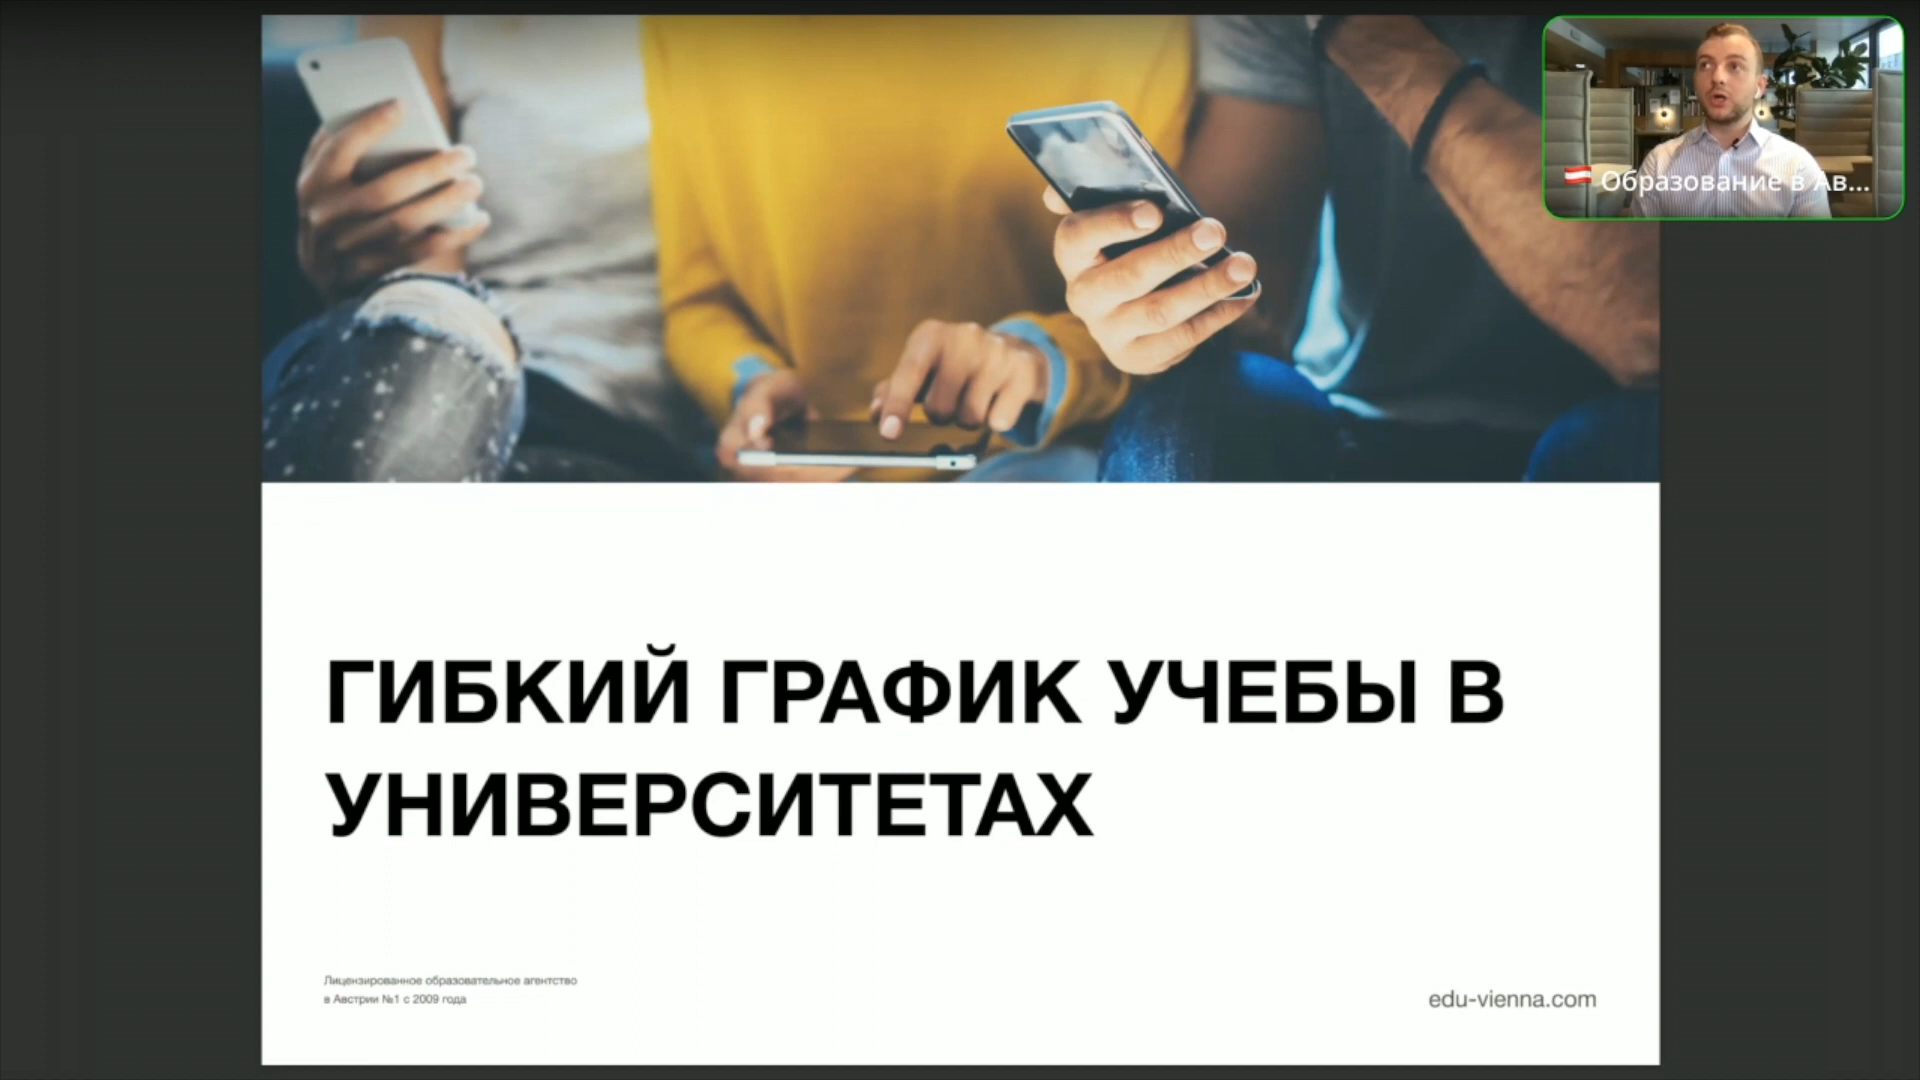 Образование в Ав...
ГИБКИЙ ГРАФИК УЧЕБЫ В
УНИВЕРСИТЕТАХ
Лицензированное образовательное агентство
в Австрии №1 с 2009 года
edu-vienna.com